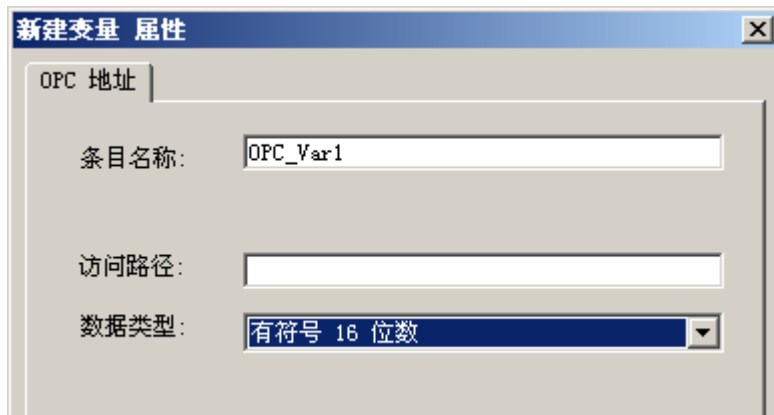 新建变量 属性
OPC 地址
条目名称: OPC_Var1
访问路径:
数据类型: 有符号 16 位数